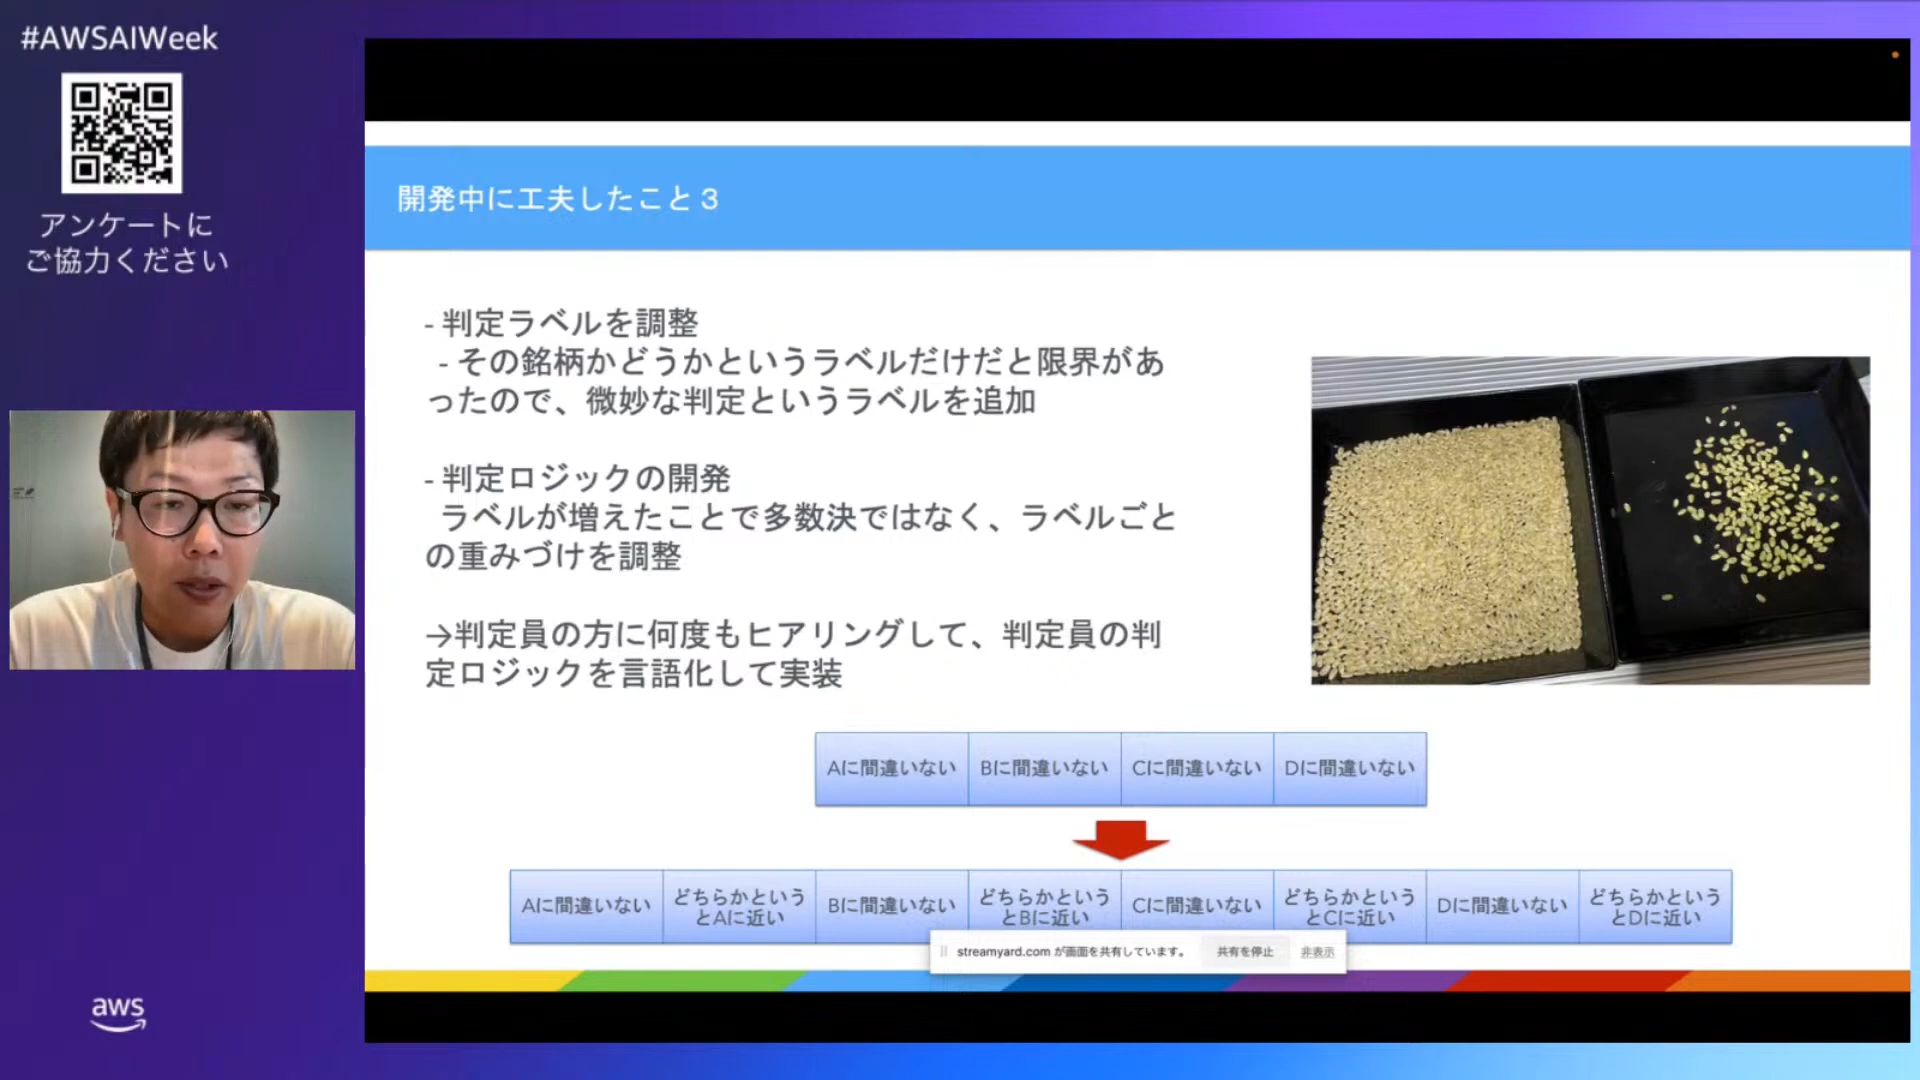 #AWSAIWeek
アンケートに
ご協力ください
aws
開発中に工夫したこと３
- 判定ラベルを調整
- その銘柄かどうかというラベルだけだと限界があ
ったので、微妙な判定というラベルを追加
- 判定ロジックの開発
ラベルが増えたことで多数決ではなく、ラベルごと
の重みづけを調整
→判定員の方に何度もヒアリングして、判定員の判
定ロジックを言語化して実装
Aに間違いない
Bに間違いない
Cに間違いない
Dに間違いない
Aに間違いない
どちらかという
とAに近い
Bに間違いない
どちらかという
とBに近い
Cに間違いない
どちらかという
とCに近い
Dに間違いない
どちらかという
とDに近い
streamyard.com が画面を共有しています。
共有を停止
非表示